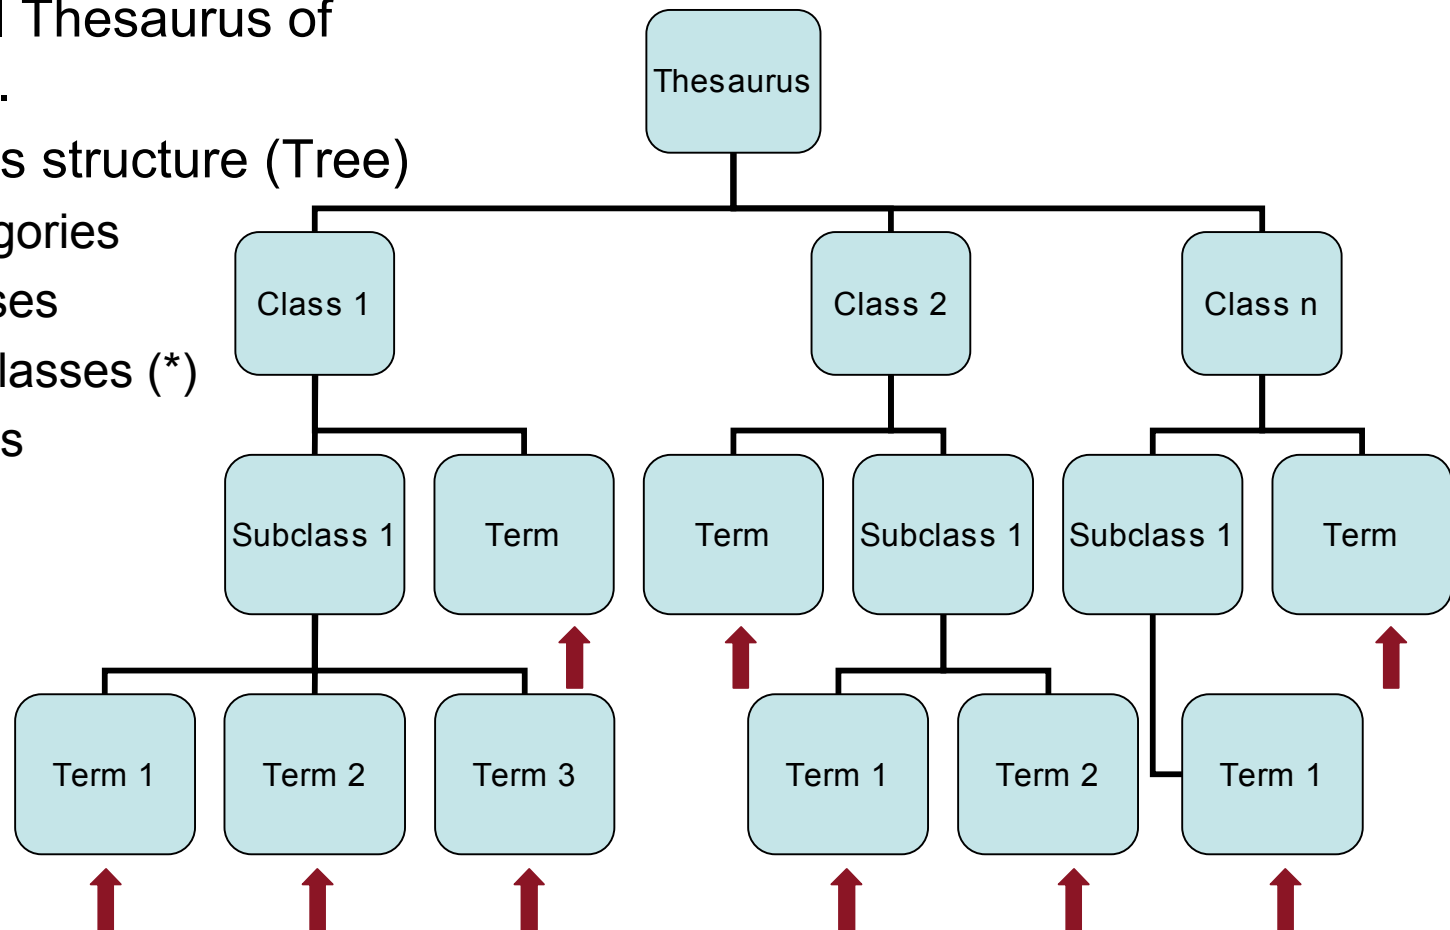 Thesaurus of
.
s structure (Tree)
gories
ses
lasses (*)
s
Thesaurus
Class 1
Class 2
Class n
Subclass 1
Term
Term
Subclass 1
Subclass 1
Term
Term 1
Term 2
Term 3
Term 1
Term 2
Term 1